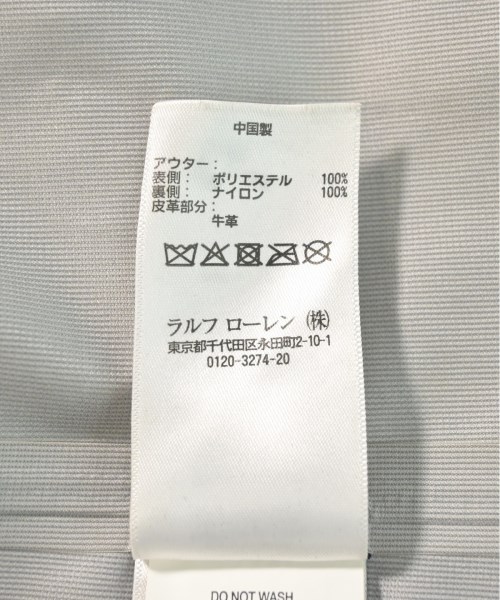 中国製
アウター：
表側： ポリエステル 100%
裏側： ナイロン 100%
皮革部分：
牛革
ラルフ ローレン（株）
東京都千代田区永田町2-10-1
0120-3274-20
DO NOT WASH